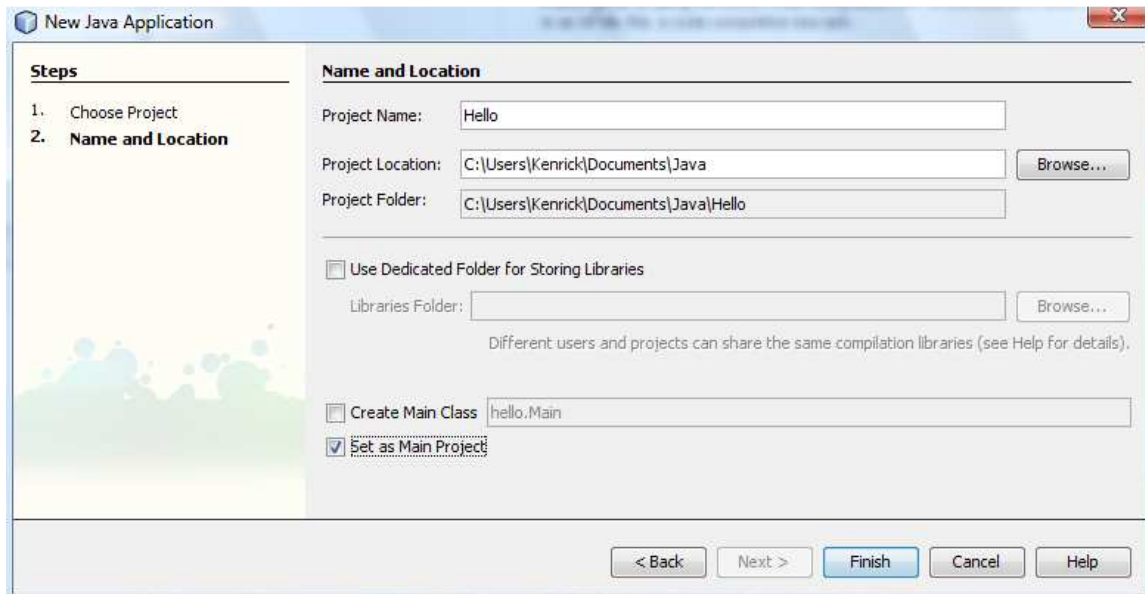 New Java Application
Steps
1. Choose Project
2. Name and Location
Name and Location
Project Name: Hello
Project Location: C:\Users\Kenrick\Documents\Java Browse...
Project Folder: C:\Users\Kenrick\Documents\Java\Hello
Use Dedicated Folder for Storing Libraries
Libraries Folder: Browse...
Different users and projects can share the same compilation libraries (see Help for details).
Create Main Class hello.Main
Set as Main Project
< Back Next > Finish Cancel Help